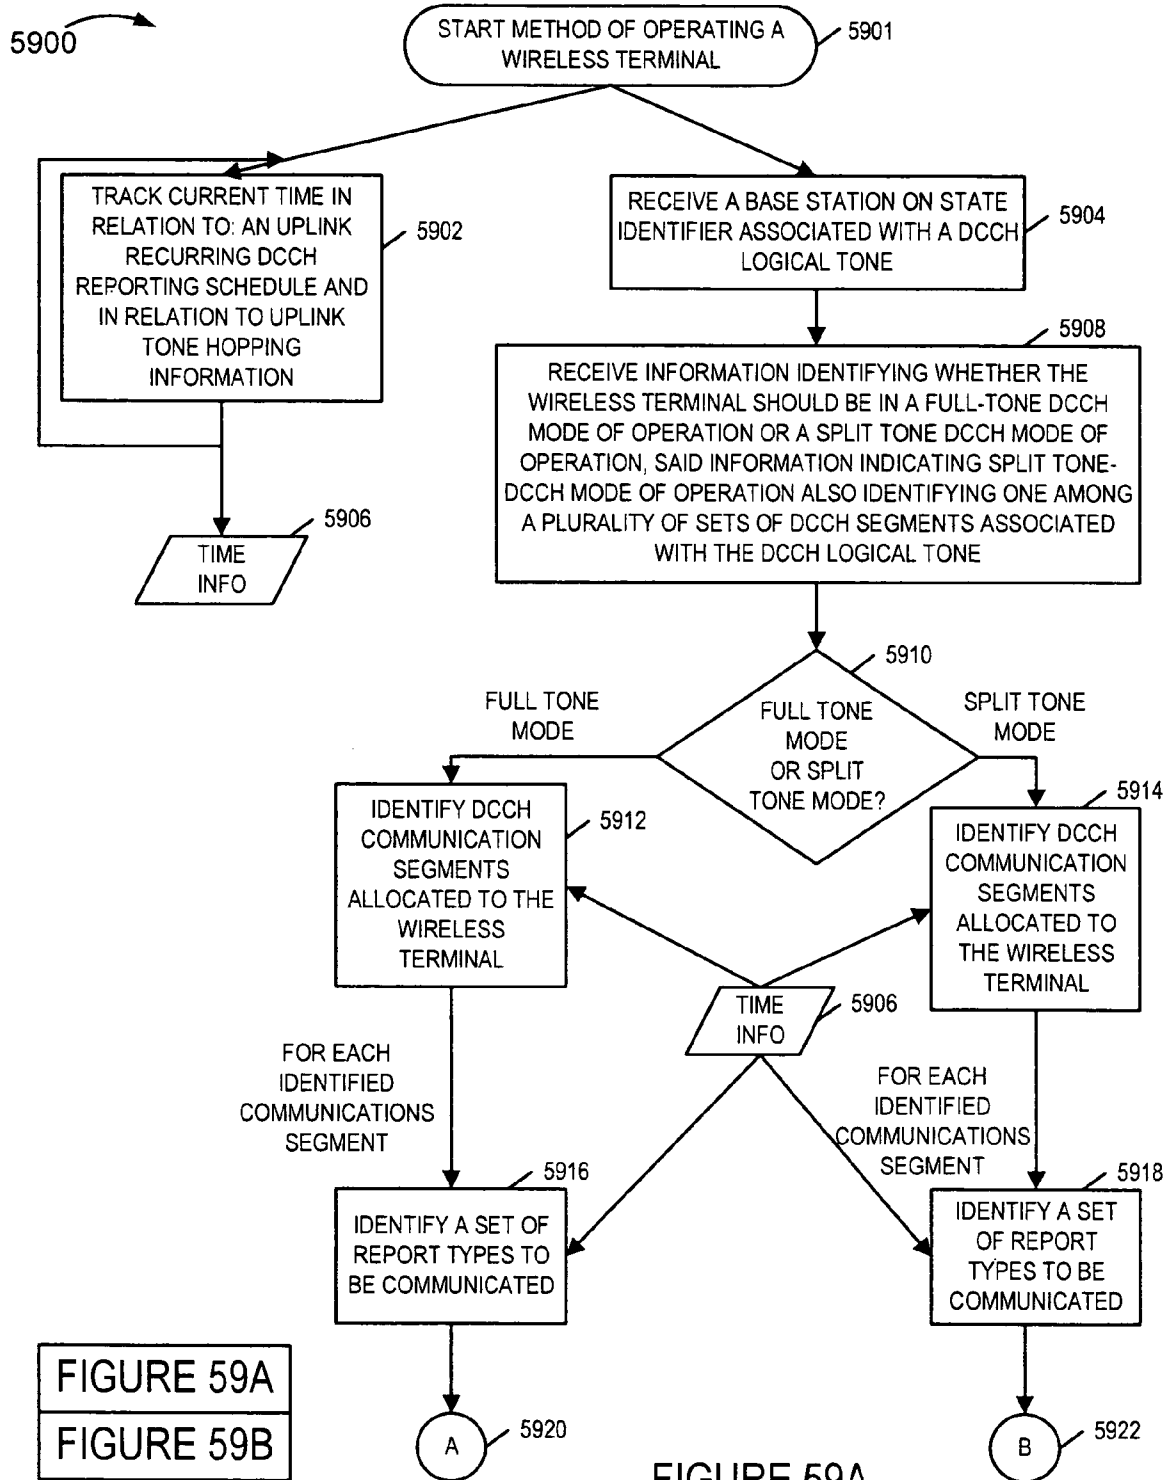 5900
START METHOD OF OPERATING A
WIRELESS TERMINAL
5901
TRACK CURRENT TIME IN
RELATION TO: AN UPLINK
RECURRING DCCH
REPORTING SCHEDULE AND
IN RELATION TO UPLINK
TONE HOPPING
INFORMATION
5902
RECEIVE A BASE STATION ON STATE
IDENTIFIER ASSOCIATED WITH A DCCH
LOGICAL TONE
5904
TIME
INFO
5906
5908
RECEIVE INFORMATION IDENTIFYING WHETHER THE
WIRELESS TERMINAL SHOULD BE IN A FULL-TONE DCCH
MODE OF OPERATION OR A SPLIT TONE DCCH MODE OF
OPERATION, SAID INFORMATION INDICATING SPLIT TONE-
DCCH MODE OF OPERATION ALSO IDENTIFYING ONE AMONG
A PLURALITY OF SETS OF DCCH SEGMENTS ASSOCIATED
WITH THE DCCH LOGICAL TONE
5910
FULL TONE
MODE
FULL TONE
MODE
OR SPLIT
TONE MODE?
SPLIT TONE
MODE
IDENTIFY DCCH
COMMUNICATION
SEGMENTS
ALLOCATED TO THE
WIRELESS
TERMINAL
5912
5914
IDENTIFY DCCH
COMMUNICATION
SEGMENTS
ALLOCATED TO
THE WIRELESS
TERMINAL
TIME
INFO
5906
FOR EACH
IDENTIFIED
COMMUNICATIONS
SEGMENT
FOR EACH
IDENTIFIED
COMMUNICATIONS
SEGMENT
5916
IDENTIFY A SET OF
REPORT TYPES TO
BE COMMUNICATED
5918
IDENTIFY A SET
OF REPORT
TYPES TO BE
COMMUNICATED
FIGURE 59A
FIGURE 59B
A
5920
B
5922
FIGURE 59A